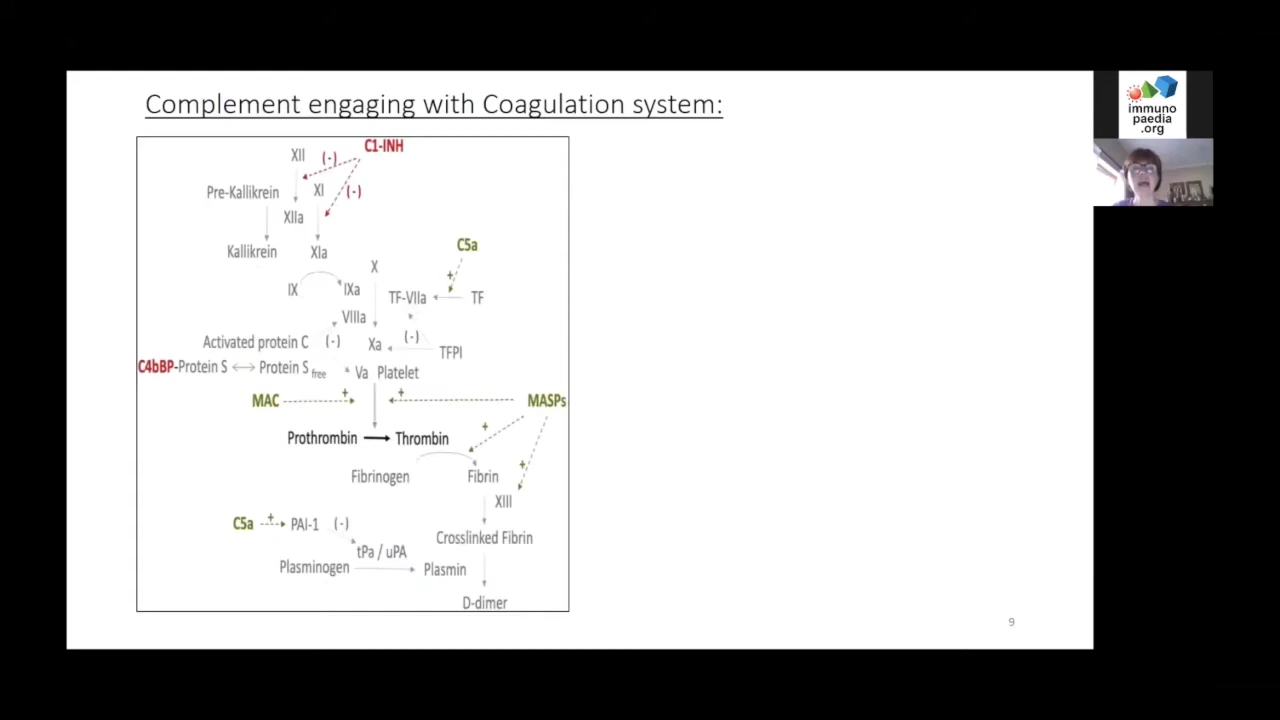 Complement engaging with Coagulation system:
immuno
paedia
.org
C1-INH
XII
(-)
Pre-Kallikrein
XI
(-)
XIIa
Kallikrein
XIa
C5a
+
X
IX
IXa
TF-VIIa
TF
VIIIa
Activated protein C
(-)
Xa
(-)
TFPI
C4bBP-Protein S
Protein S free
Va
Platelet
MAC
+
+
MASPs
+
Prothrombin
Thrombin
+
Fibrinogen
Fibrin
XIII
C5a
+
PAI-1
(-)
Crosslinked Fibrin
tPa / uPA
Plasminogen
Plasmin
D-dimer
9